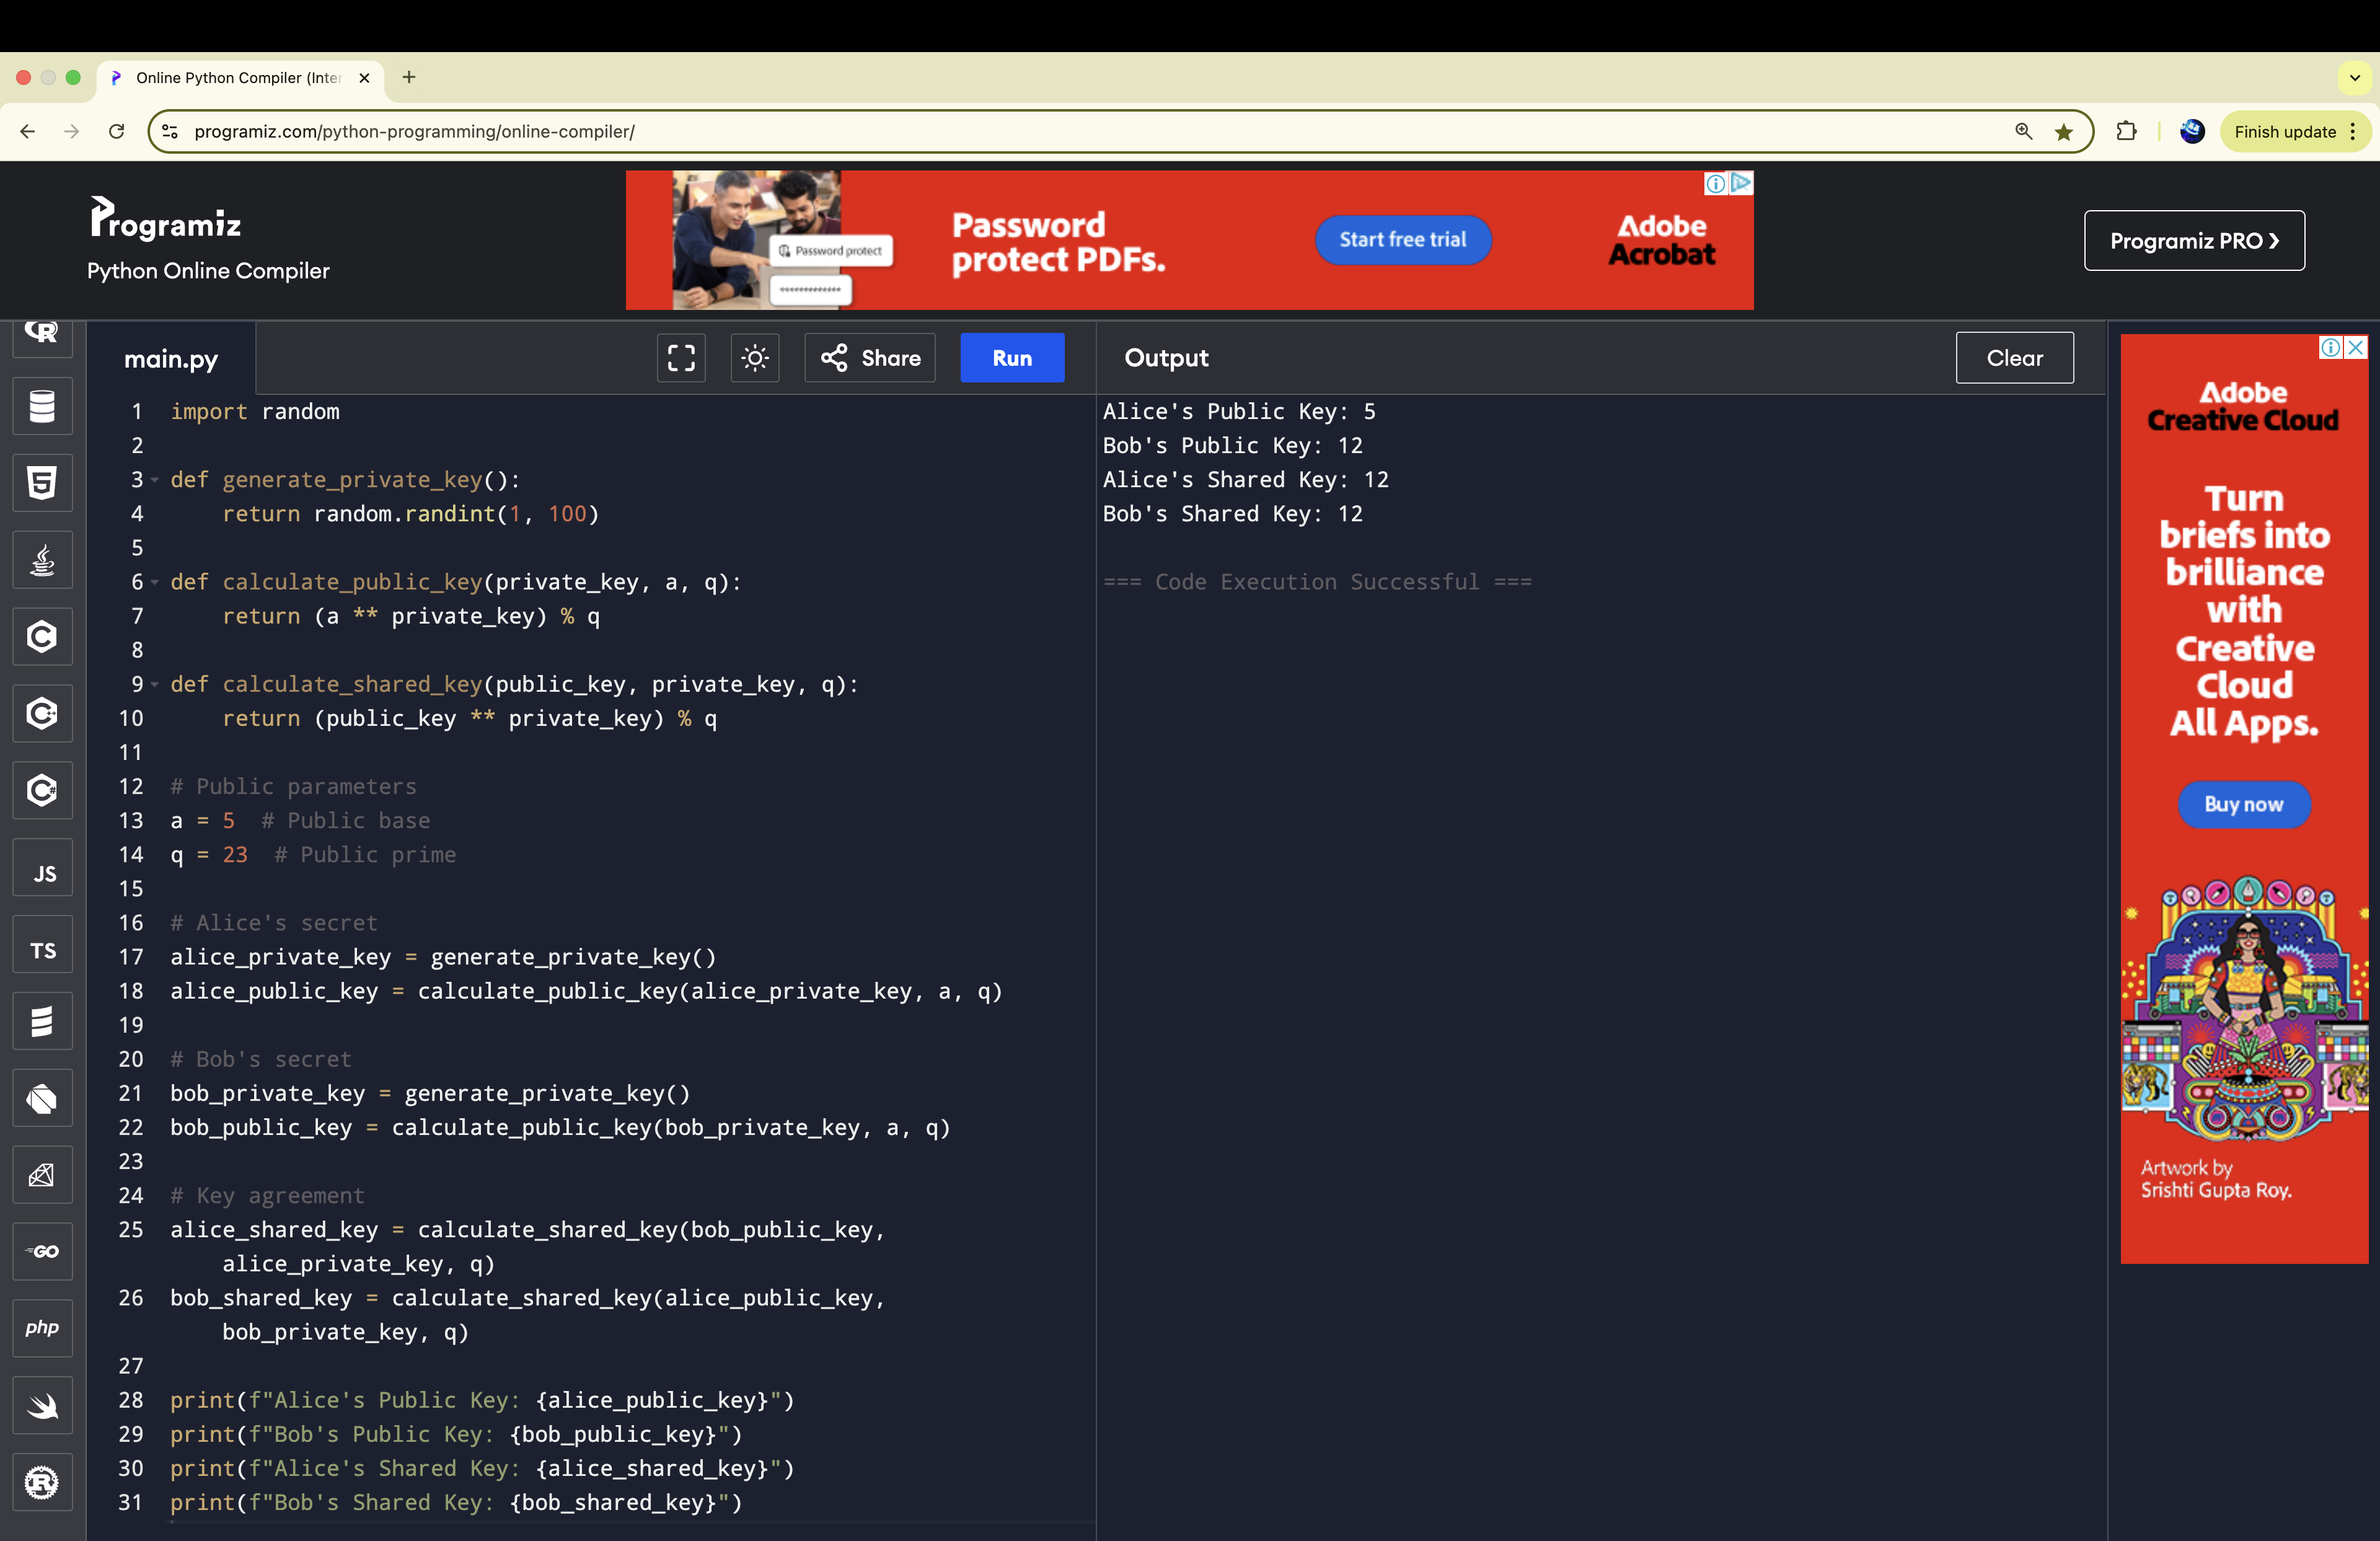 Online Python Compiler (Inter
programiz.com/python-programming/online-compiler/
Finish update
Programiz
Python Online Compiler
Password protect
Password
protect PDFs.
Start free trial
Adobe
Acrobat
Programiz PRO ❯
main.py
Share
Run
Output
Clear
1 import random
2
3 def generate_private_key():
4     return random.randint(1, 100)
5
6 def calculate_public_key(private_key, a, q):
7     return (a ** private_key) % q
8
9 def calculate_shared_key(public_key, private_key, q):
10     return (public_key ** private_key) % q
11
12 # Public parameters
13 a = 5  # Public base
14 q = 23  # Public prime
15
16 # Alice's secret
17 alice_private_key = generate_private_key()
18 alice_public_key = calculate_public_key(alice_private_key, a, q)
19
20 # Bob's secret
21 bob_private_key = generate_private_key()
22 bob_public_key = calculate_public_key(bob_private_key, a, q)
23
24 # Key agreement
25 alice_shared_key = calculate_shared_key(bob_public_key,
alice_private_key, q)
26 bob_shared_key = calculate_shared_key(alice_public_key,
bob_private_key, q)
27
28 print(f"Alice's Public Key: {alice_public_key}")
29 print(f"Bob's Public Key: {bob_public_key}")
30 print(f"Alice's Shared Key: {alice_shared_key}")
31 print(f"Bob's Shared Key: {bob_shared_key}")
Alice's Public Key: 5
Bob's Public Key: 12
Alice's Shared Key: 12
Bob's Shared Key: 12
=== Code Execution Successful ===
R
5
C
C++
C#
JS
TS
GO
php
R
Adobe
Creative Cloud
Turn
briefs into
brilliance
with
Creative
Cloud
All Apps.
Buy now
Artwork by
Srishti Gupta Roy.